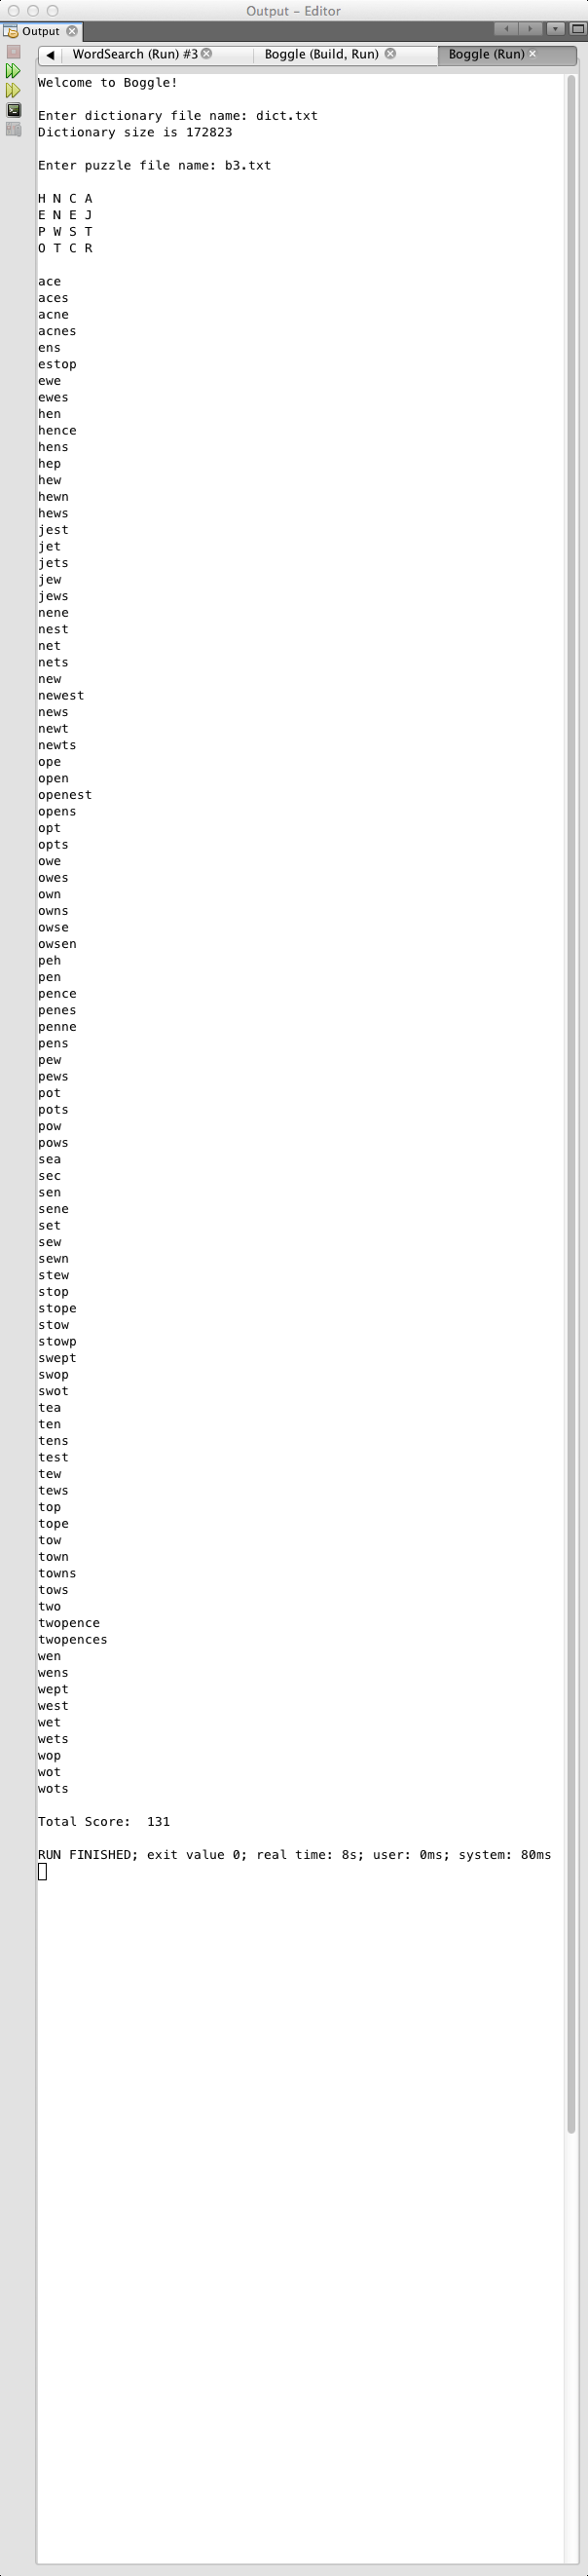 Output - Editor
Output
WordSearch (Run) #3 Boggle (Build, Run) Boggle (Run)
Welcome to Boggle!
Enter dictionary file name: dict.txt
Dictionary size is 172823
Enter puzzle file name: b3.txt
H N C A
E N E J
P W S T
O T C R
ace
aces
acne
acnes
ens
estop
ewe
ewes
hen
hence
hens
hep
hew
hewn
hews
jest
jet
jets
jew
jews
nene
nest
net
nets
new
newest
news
newt
newts
ope
open
openest
opens
opt
opts
owe
owes
own
owns
owse
owsen
peh
pen
pence
penes
penne
pens
pew
pews
pot
pots
pow
pows
sea
sec
sen
sene
set
sew
sewn
stew
stop
stope
stow
stowp
swept
swop
swot
tea
ten
tens
test
tew
tews
top
tope
tow
town
towns
tows
two
twopence
twopences
wen
wens
wept
west
wet
wets
wop
wot
wots
Total Score:  131
RUN FINISHED; exit value 0; real time: 8s; user: 0ms; system: 80ms